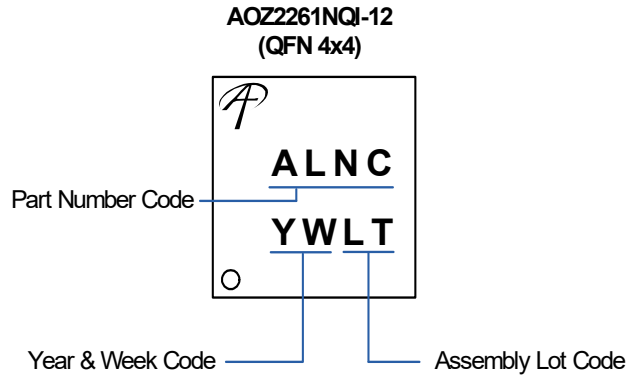 AOZ2261NQI-12
(QFN 4x4)
ALNC
Part Number Code
YWLT
Year & Week Code
Assembly Lot Code